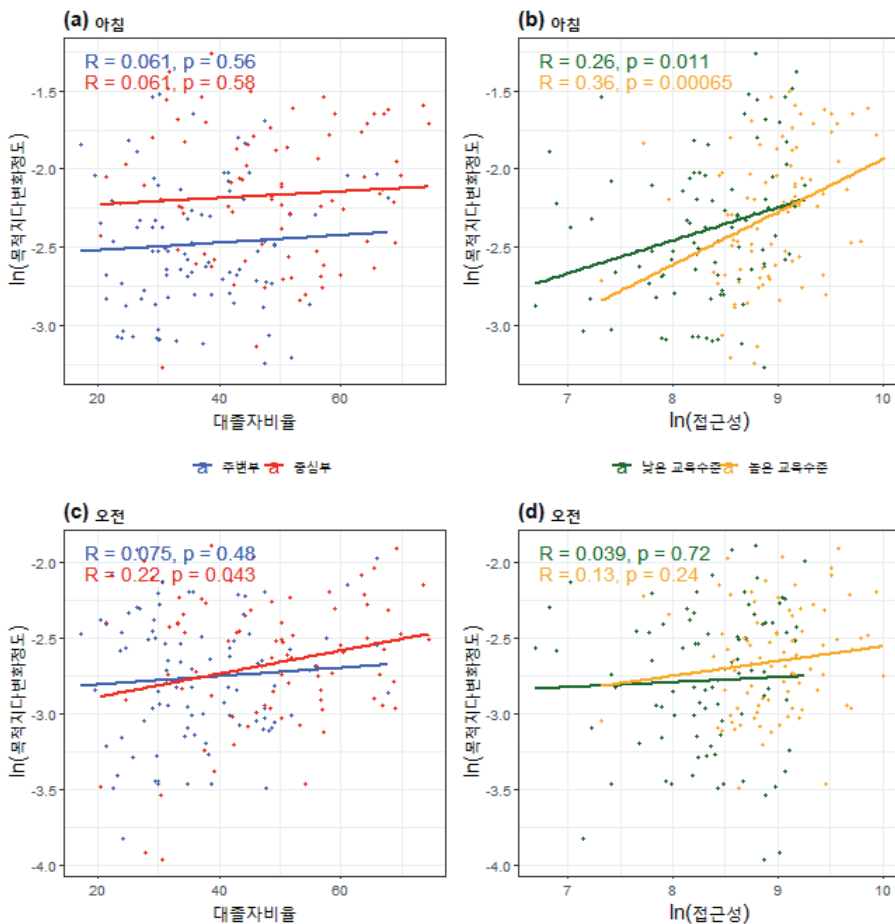 (a) 아침
R = 0.061, p = 0.56
R = 0.061, p = 0.58
ln(목적지다변화정도)
-1.5
-2.0
-2.5
-3.0
20
40
60
대졸자비율
(b) 아침
R = 0.26, p = 0.011
R = 0.36, p = 0.00065
ln(목적지다변화정도)
-1.5
-2.0
-2.5
-3.0
7
8
9
10
ln(접근성)
a 주변부 a 중심부
a 낮은 교육수준 a 높은 교육수준
(c) 오전
R = 0.075, p = 0.48
R = 0.22, p = 0.043
ln(목적지다변화정도)
-2.0
-2.5
-3.0
-3.5
-4.0
20
40
60
대졸자비율
(d) 오전
R = 0.039, p = 0.72
R = 0.13, p = 0.24
ln(목적지다변화정도)
-2.0
-2.5
-3.0
-3.5
-4.0
7
8
9
10
ln(접근성)